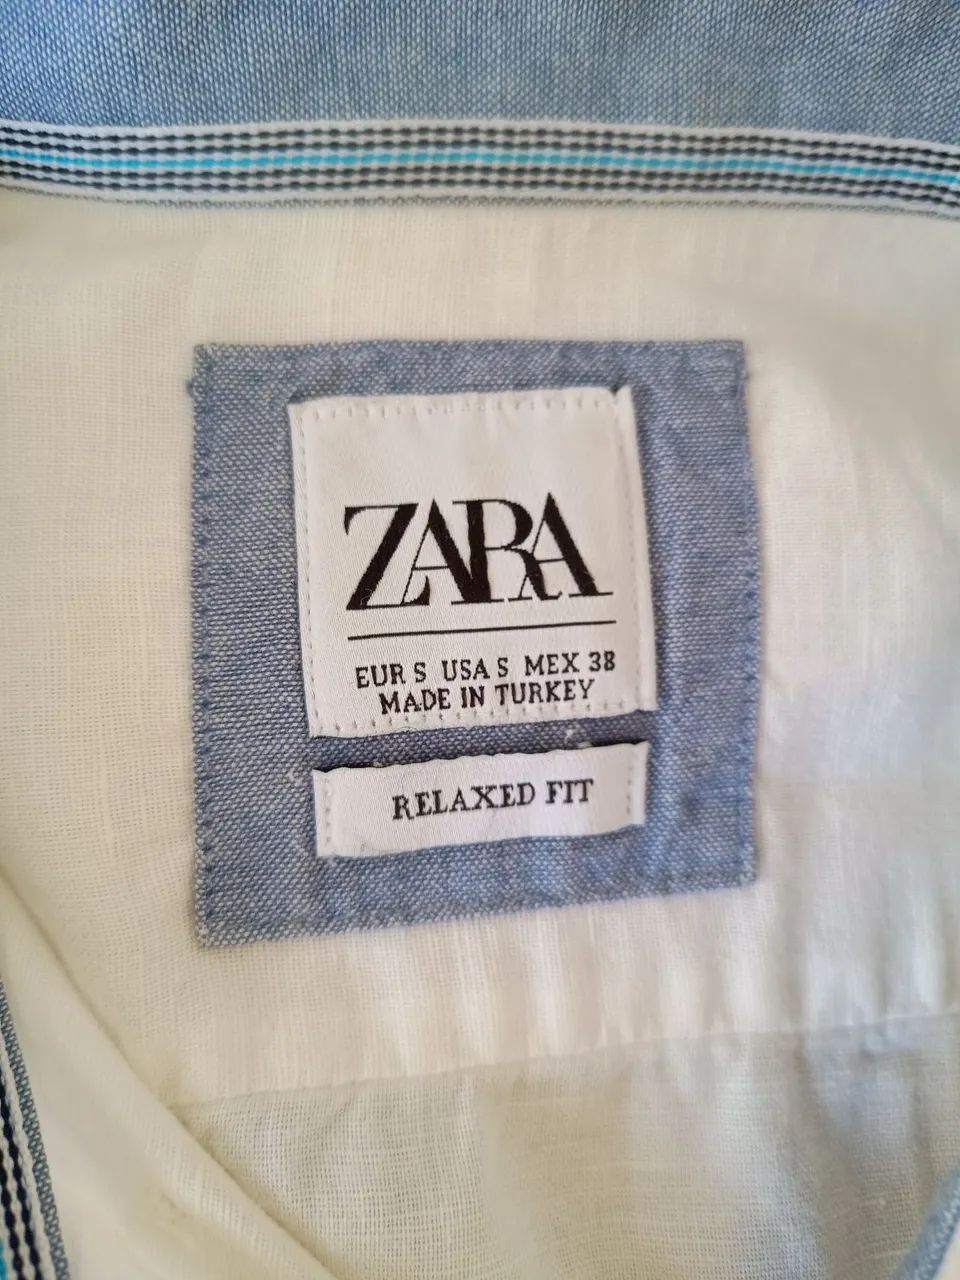 ZARA
EUR S USA S MEX 38
MADE IN TURKEY
RELAXED FIT